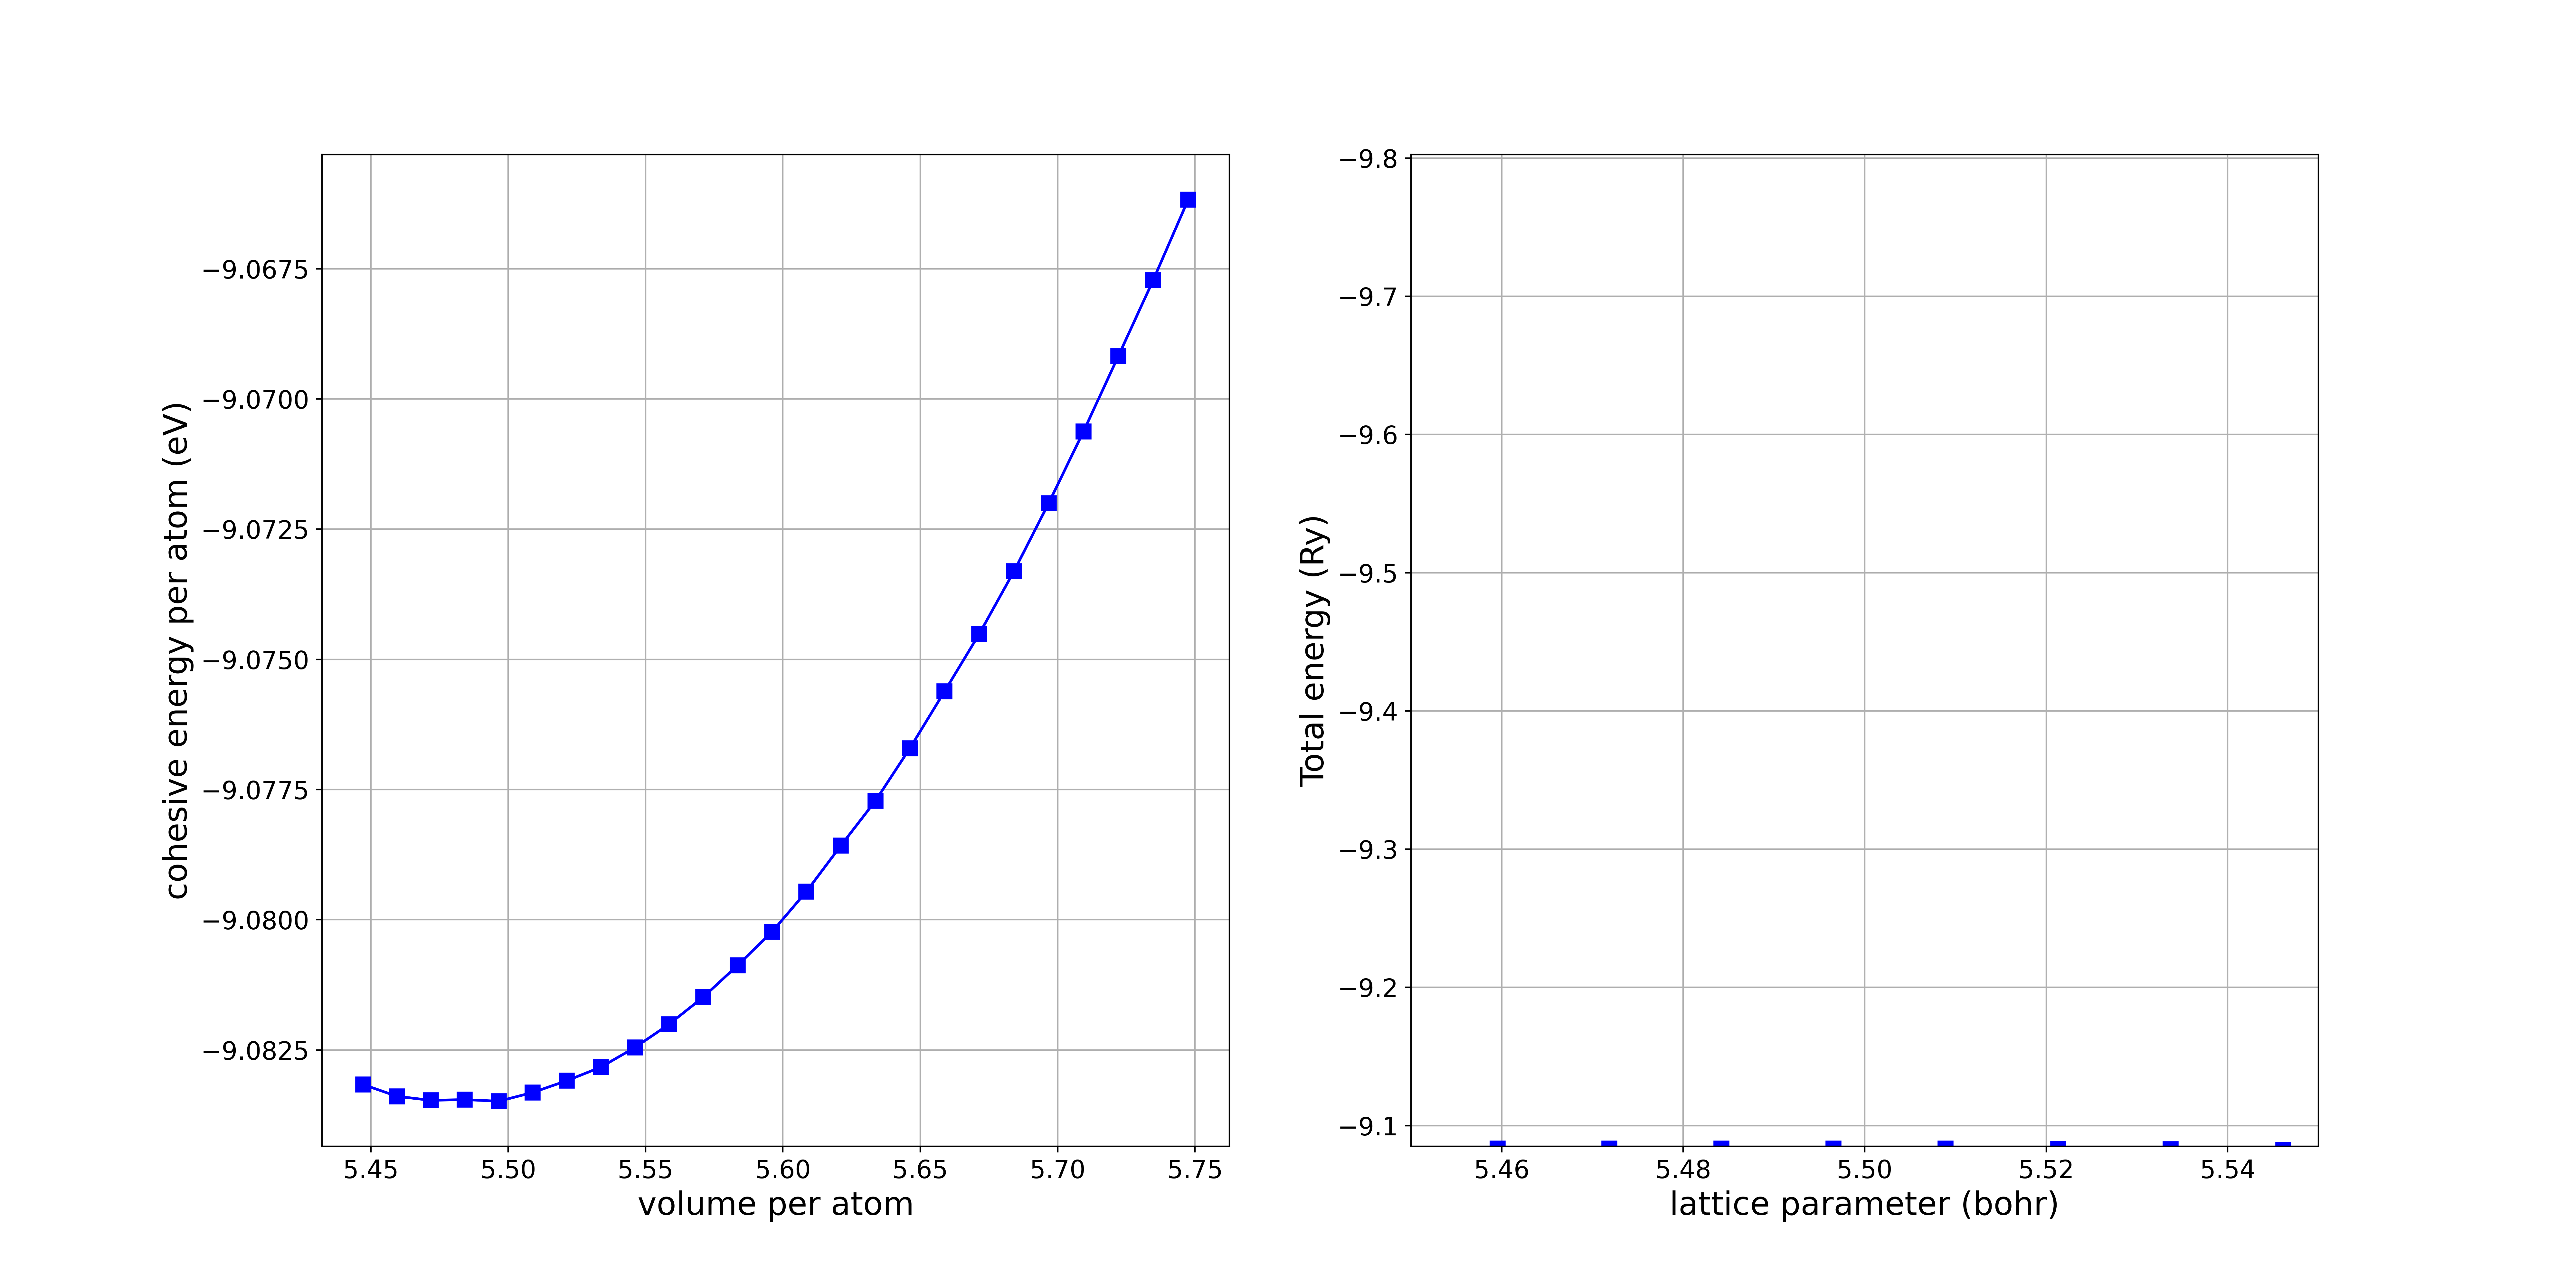 cohesive energy per atom (eV)
−9.0675
−9.0700
−9.0725
−9.0750
−9.0775
−9.0800
−9.0825
5.45 5.50 5.55 5.60 5.65 5.70 5.75
volume per atom
Total energy (Ry)
−9.8
−9.7
−9.6
−9.5
−9.4
−9.3
−9.2
−9.1
5.46 5.48 5.50 5.52 5.54
lattice parameter (bohr)